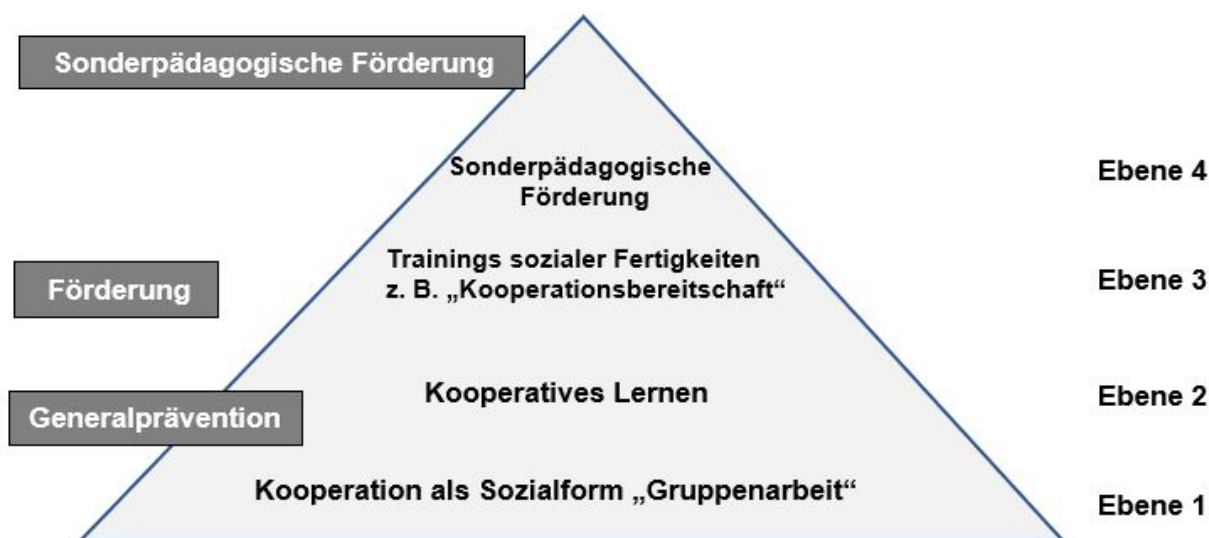 Sonderpädagogische Förderung
Sonderpädagogische
Förderung
Ebene 4
Förderung
Trainings sozialer Fertigkeiten
z. B. „Kooperationsbereitschaft“
Ebene 3
Generalprävention
Kooperatives Lernen
Ebene 2
Kooperation als Sozialform „Gruppenarbeit“
Ebene 1